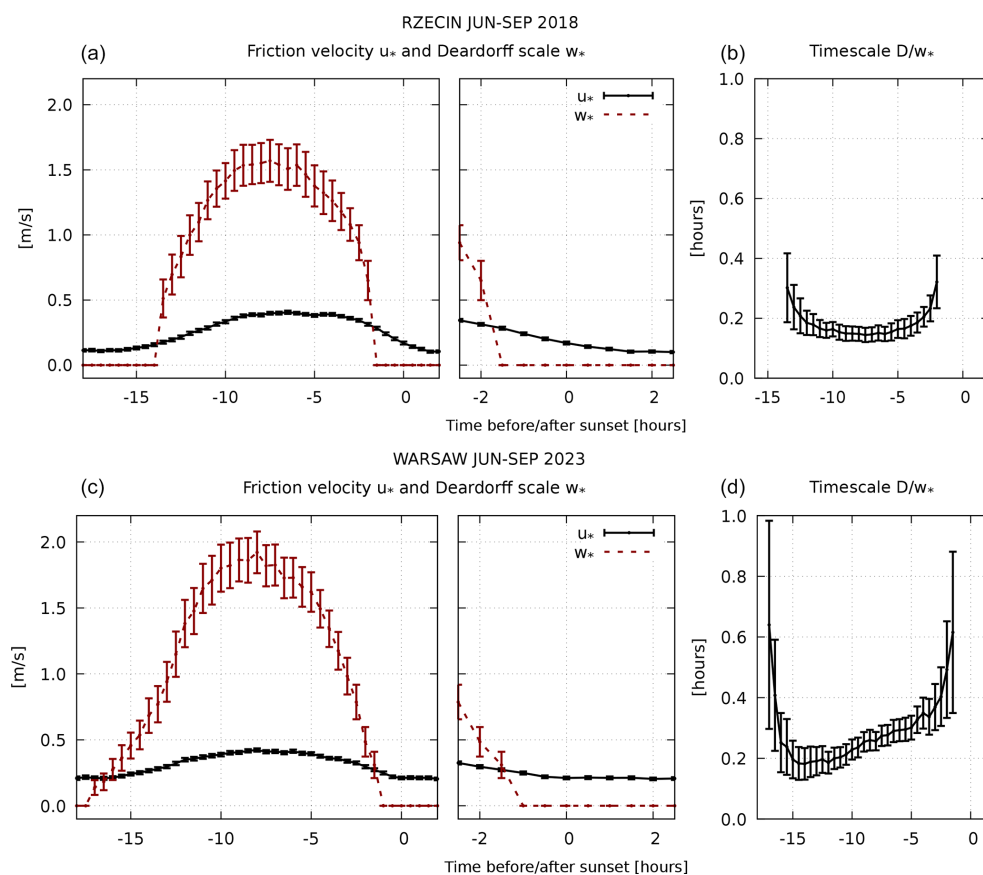 RZECIN JUN-SEP 2018
(a) Friction velocity u* and Deardorff scale w* (b) Timescale D/w*
2.0
1.5
1.0
0.5
0.0
[m/s]
u*
w*
-15 -10 -5 0
-2 0 2
Time before/after sunset [hours]
1.0
0.8
0.6
0.4
0.2
0.0
[hours]
-15 -10 -5 0
WARSAW JUN-SEP 2023
(c) Friction velocity u* and Deardorff scale w* (d) Timescale D/w*
2.0
1.5
1.0
0.5
0.0
[m/s]
u*
w*
-15 -10 -5 0
-2 0 2
Time before/after sunset [hours]
1.0
0.8
0.6
0.4
0.2
0.0
[hours]
-15 -10 -5 0